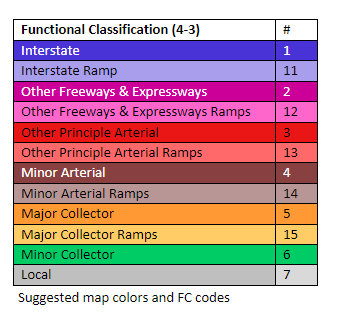 Functional Classification (4-3) #
Interstate 1
Interstate Ramp 11
Other Freeways & Expressways 2
Other Freeways & Expressways Ramps 12
Other Principle Arterial 3
Other Principle Arterial Ramps 13
Minor Arterial 4
Minor Arterial Ramps 14
Major Collector 5
Major Collector Ramps 15
Minor Collector 6
Local 7
Suggested map colors and FC codes